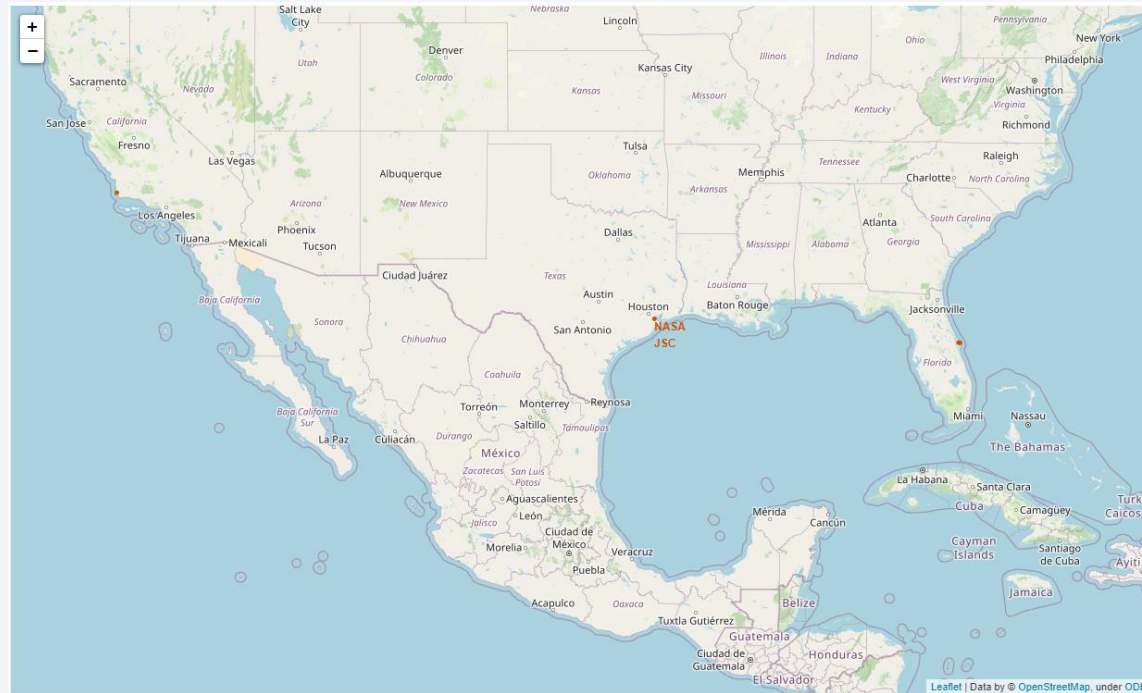 +
−
Salt Lake
City
Nebraska
Lincoln
Pennsylvania
New York
Denver
Utah
Colorado
Illinois
Indiana
Ohio
Philadelphia
Sacramento
Nevada
Kansas City
Kansas
Missouri
West Virginia
Washington
Virginia
San Jose
California
Kentucky
Richmond
Fresno
Las Vegas
Tulsa
Raleigh
Albuquerque
Oklahoma
Memphis
Tennessee
Charlotte
North Carolina
Arizona
New Mexico
Arkansas
Los Angeles
Phoenix
Atlanta
South Carolina
Tijuana
Mexicali
Tucson
Dallas
Mississippi
Alabama
Georgia
Ciudad Juárez
Texas
Louisiana
Baja California
Austin
Houston
Baton Rouge
Jacksonville
Sonora
San Antonio
NASA
JSC
Chihuahua
Florida
Coahuila
Baja California
Sur
Torreón
Monterrey
Reynosa
Miami
Nassau
Saltillo
Tamaulipas
La Paz
Culiacán
Durango
The Bahamas
México
Zacatecas
San Luis
Potosí
La Habana
Santa Clara
Cuba
Turk
Caicos
Aguascalientes
León
Jalisco
Camagüey
Mérida
Cancún
Ciudad de
México
Morelia
Veracruz
Cayman
Islands
Santiago
de Cuba
Ayiti
Puebla
Acapulco
Oaxaca
Belize
Jamaica
Tuxtla Gutiérrez
Guatemala
Ciudad de
Guatemala
Honduras
El Salvador
Leaflet | Data by © OpenStreetMap, under ODb